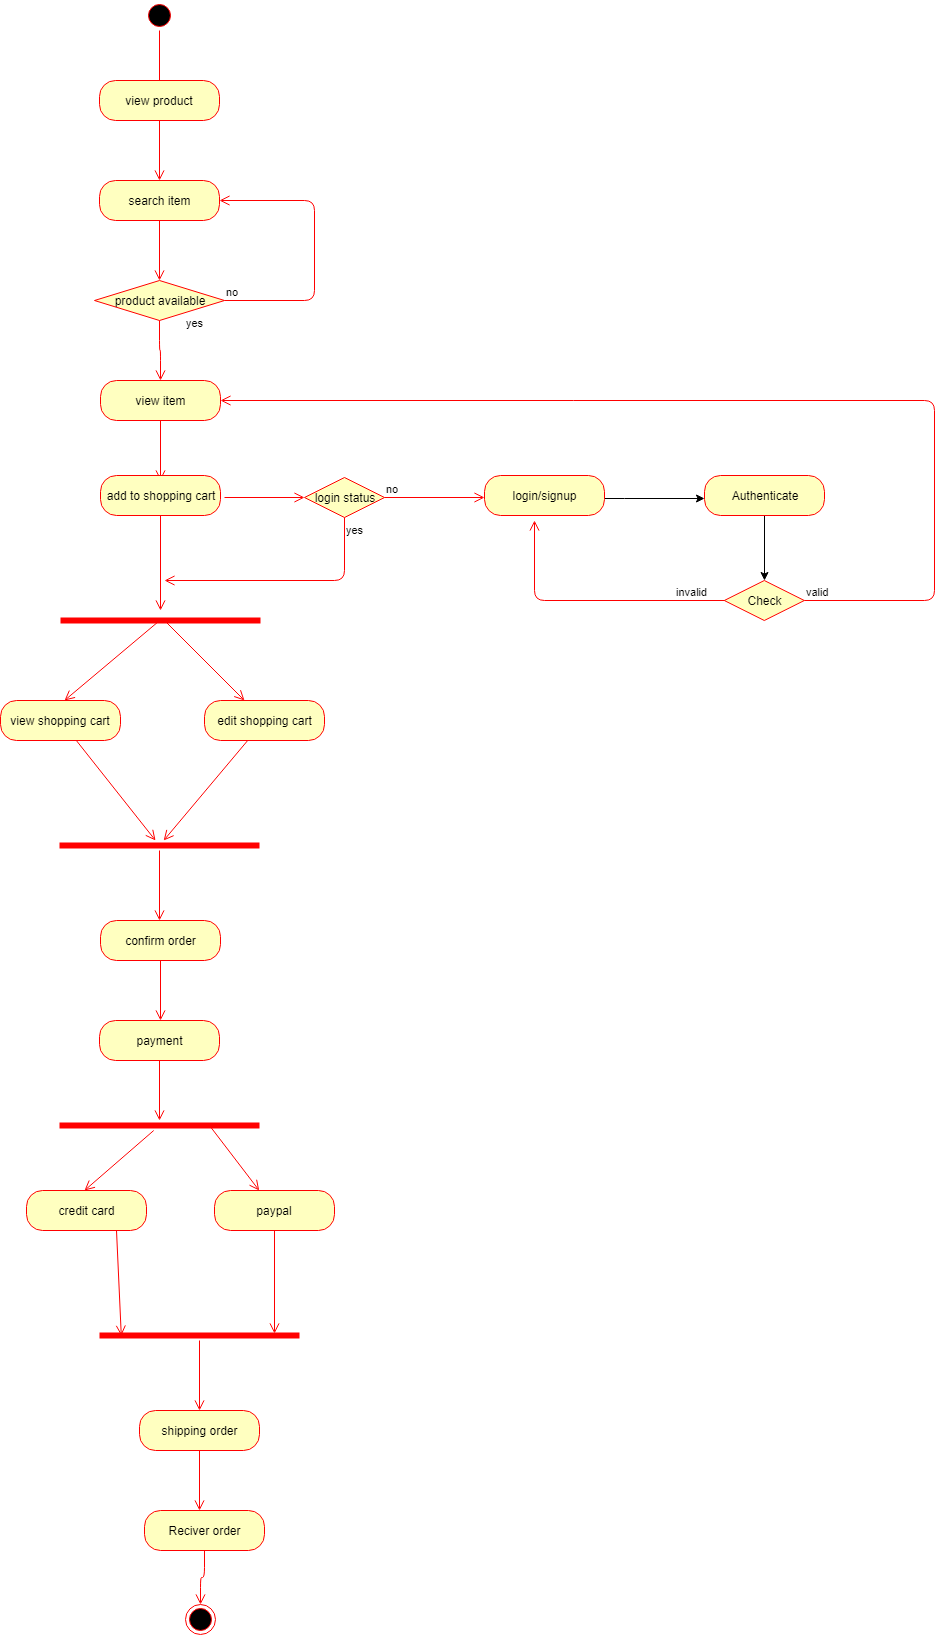 view product
search item
product available
no
yes
view item
add to shopping cart
login status
no
yes
login/signup
Authenticate
invalid
Check
valid
view shopping cart
edit shopping cart
confirm order
payment
credit card
paypal
shipping order
Reciver order